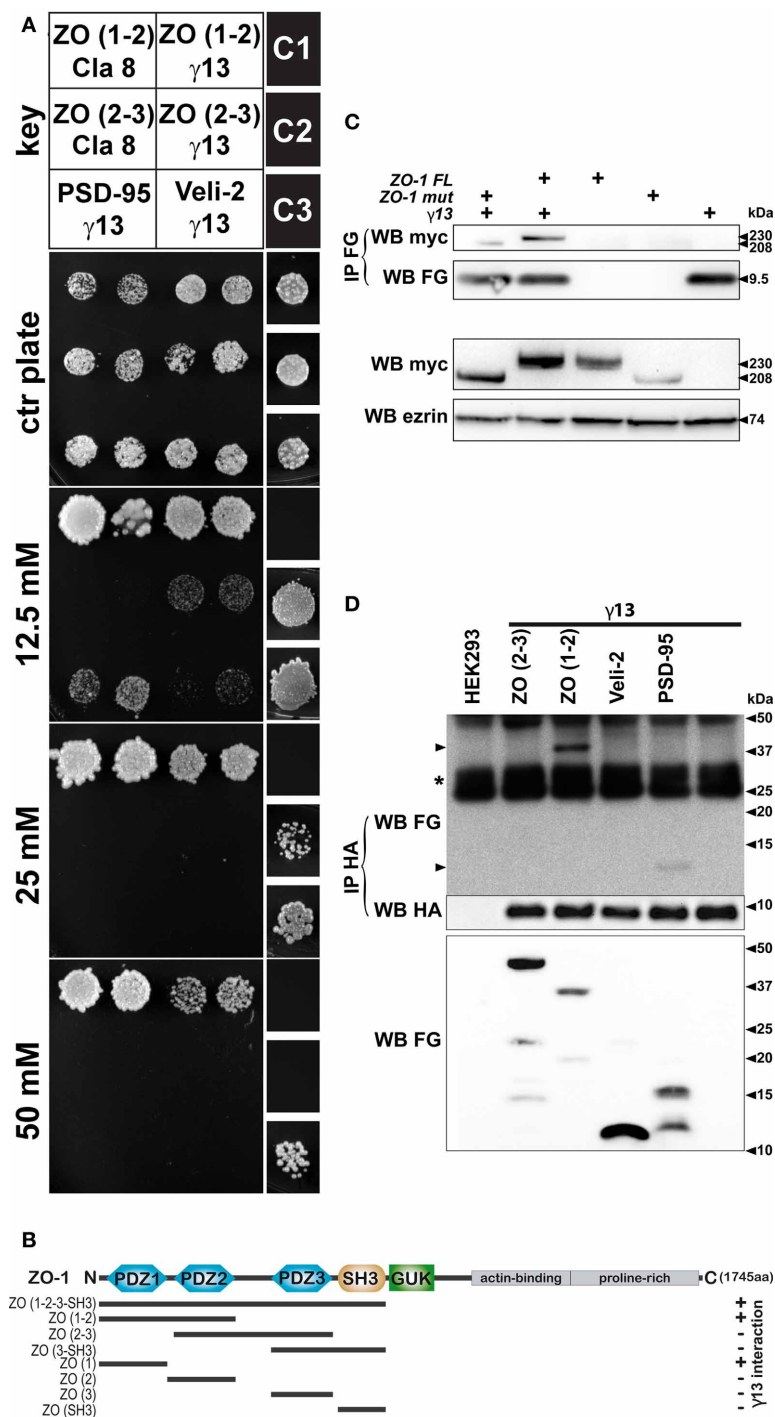 A
key
ZO (1-2) Cla 8
ZO (1-2) γ13
C1
ZO (2-3) Cla 8
ZO (2-3) γ13
C2
PSD-95 γ13
Veli-2 γ13
C3
ctr plate
12.5 mM
25 mM
50 mM
C
ZO-1 FL + +
ZO-1 mut + +
γ13 + + +
kDa
IP FG
WB myc
230
208
WB FG
9.5
WB myc
230
208
WB ezrin
74
D
γ13
HEK293
ZO (2-3)
ZO (1-2)
Veli-2
PSD-95
kDa
50
37
*
25
20
IP HA
WB FG
15
WB HA
10
WB FG
50
37
25
20
15
10
B
ZO-1 N PDZ1 PDZ2 PDZ3 SH3 GUK actin-binding proline-rich C (1745aa)
ZO (1-2-3-SH3) +
ZO (1-2) +
ZO (2-3) -
ZO (3-SH3) -
ZO (1) +
ZO (2) -
ZO (3) -
ZO (SH3) -
γ13 interaction